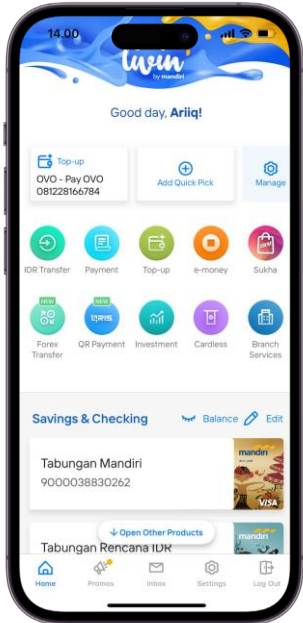 14.00
livin'
by mandiri
Good day, Ariiq!
Top-up
OVO - Pay OVO
081228166784
Add Quick Pick
Manage
IDR Transfer
Payment
Top-up
e-money
Sukha
NEW
NEW
QRIS
Forex
Transfer
QR Payment
Investment
Cardless
Branch
Services
Savings & Checking
Balance
Edit
Tabungan Mandiri
9000038830262
mandiri
VISA
Open Other Products
Tabungan Rencana IDR
mandiri
Home
Promos
Inbox
Settings
Log Out